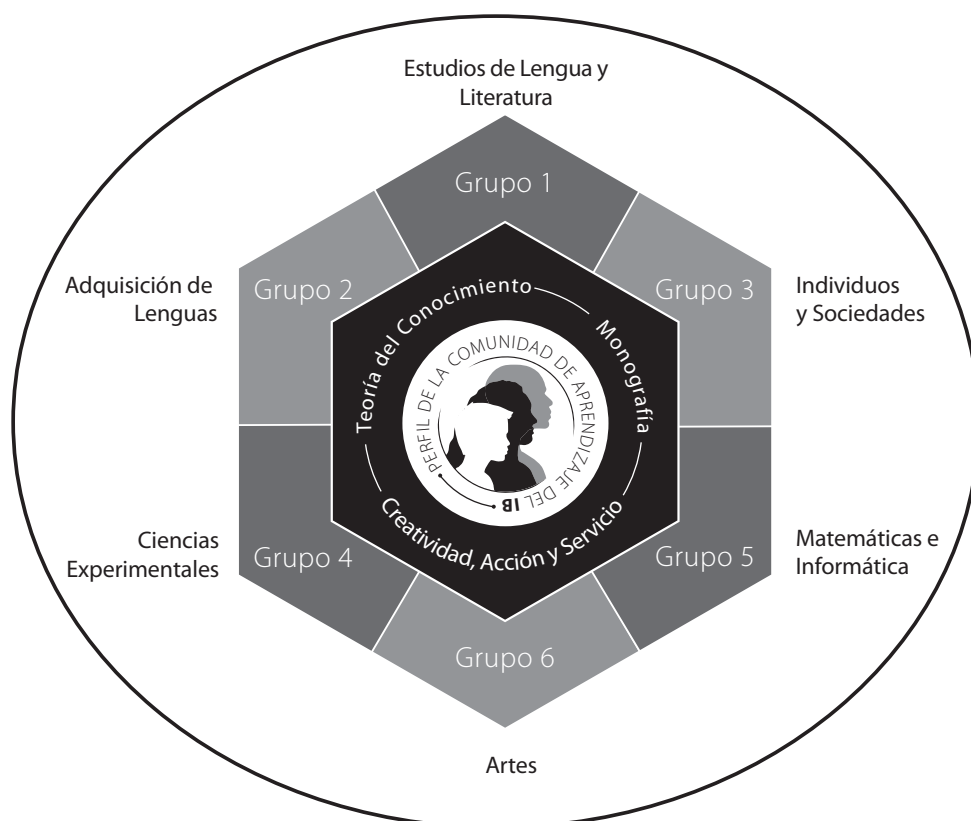 Estudios de Lengua y
Literatura
Grupo 1
Adquisición de
Lenguas
Grupo 2
Grupo 3
Individuos
y Sociedades
Teoría del Conocimiento
Monografía
Creatividad, Acción y Servicio
PERFIL DE LA COMUNIDAD DE APRENDIZAJE DEL IB
Ciencias
Experimentales
Grupo 4
Grupo 5
Matemáticas e
Informática
Grupo 6
Artes